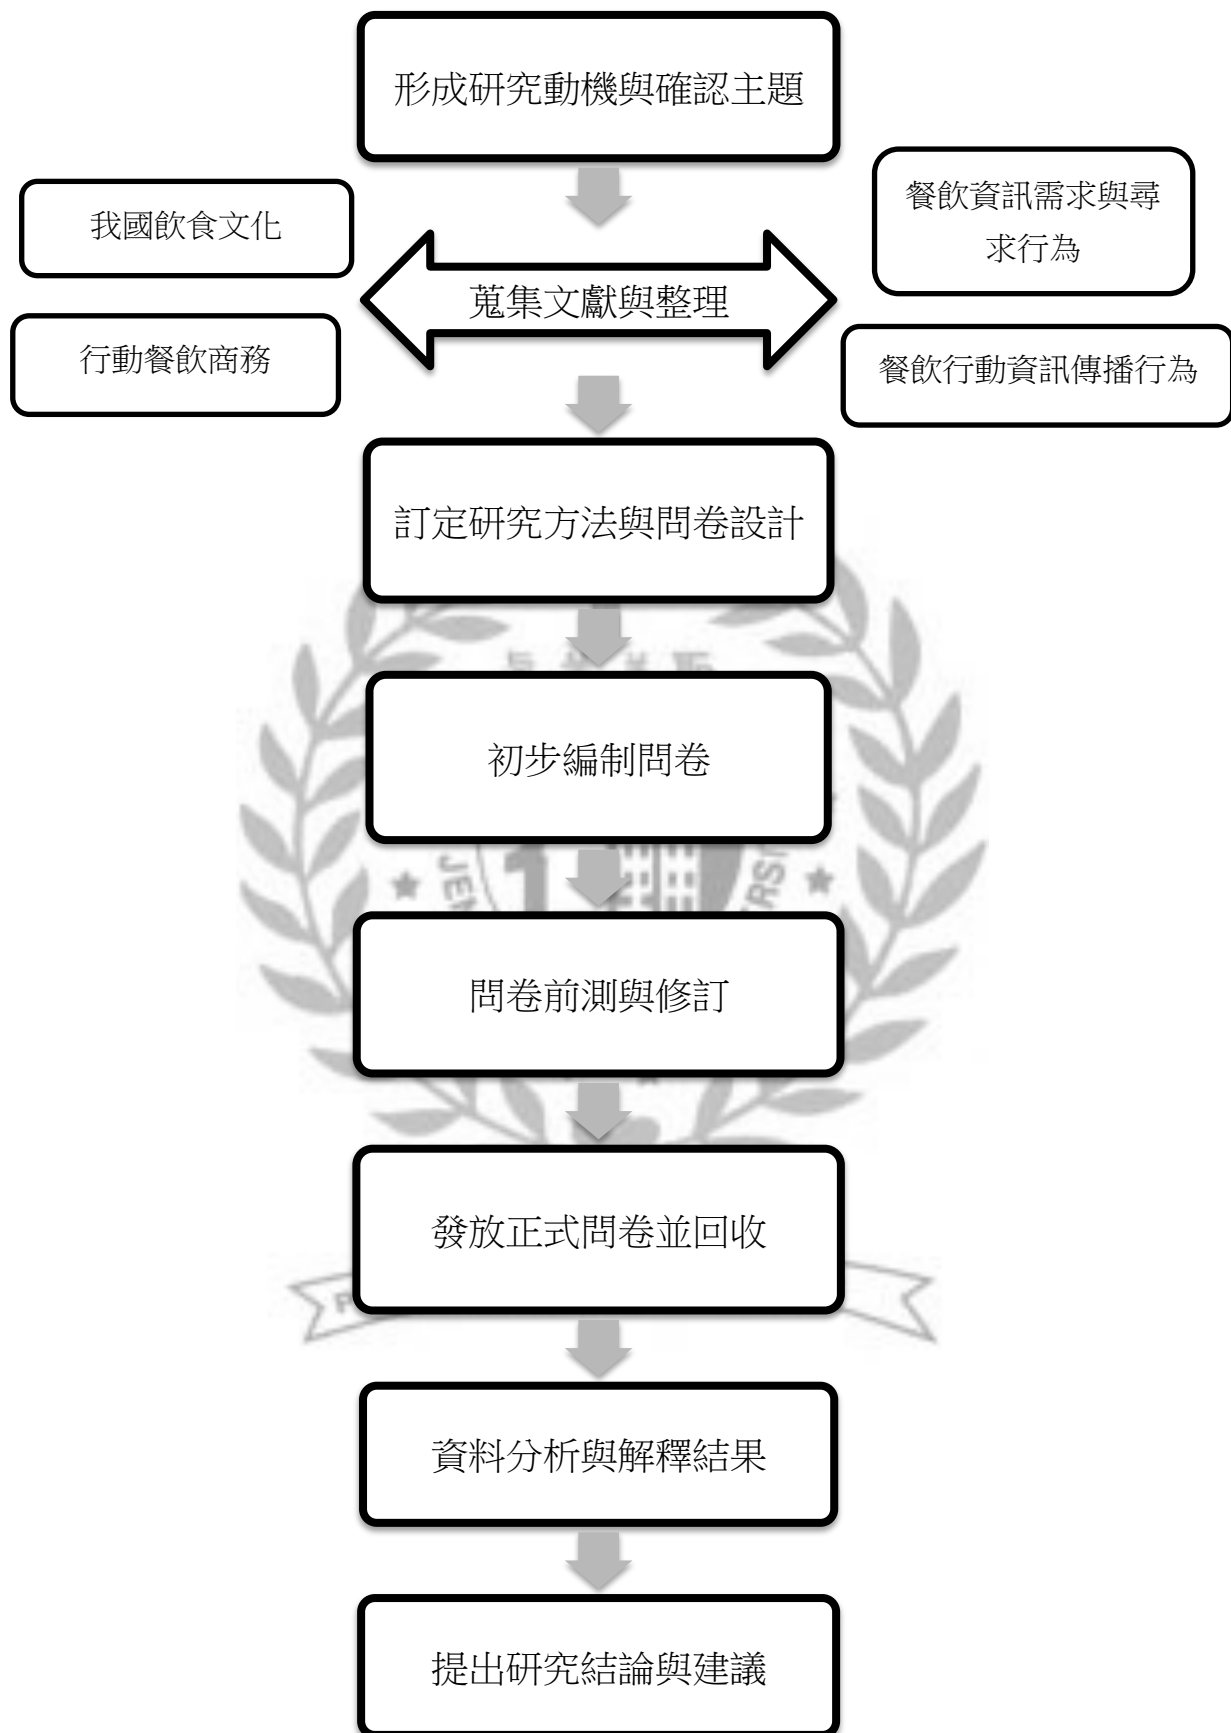 形成研究動機與確認主題
我國飲食文化
餐飲資訊需求與尋
求行為
蒐集文獻與整理
行動餐飲商務
餐飲行動資訊傳播行為
訂定研究方法與問卷設計
初步編制問卷
問卷前測與修訂
發放正式問卷並回收
資料分析與解釋結果
提出研究結論與建議